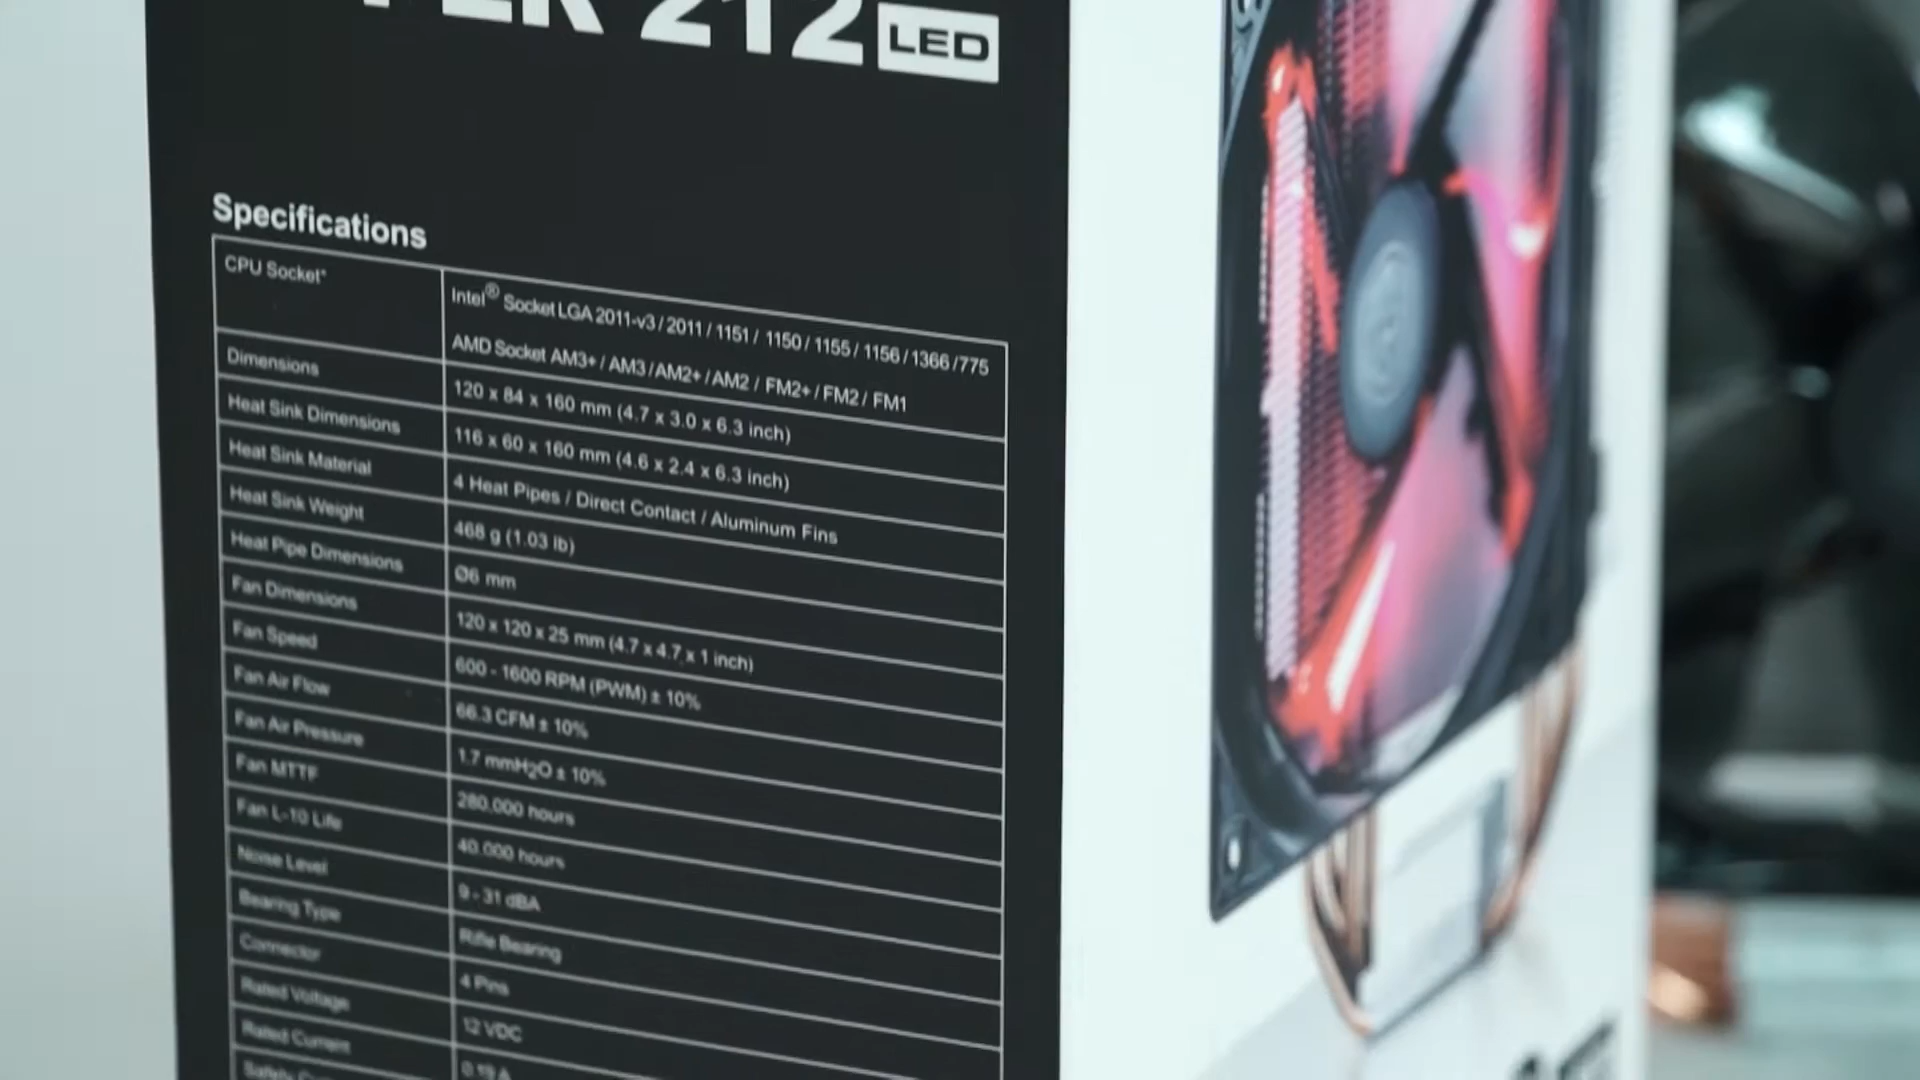 212 LED
Specifications
CPU Socket*
Intel® Socket LGA 2011-v3 / 2011 / 1151 / 1150 / 1155 / 1156 / 1366 / 775
AMD Socket AM3+ / AM3 / AM2+ / AM2 / FM2+ / FM2 / FM1
Dimensions 120 x 84 x 160 mm (4.7 x 3.0 x 6.3 inch)
Heat Sink Dimensions 116 x 60 x 160 mm (4.6 x 2.4 x 6.3 inch)
Heat Sink Material 4 Heat Pipes / Direct Contact / Aluminum Fins
Heat Sink Weight 468 g (1.03 lb)
Heat Pipe Dimensions Ø6 mm
Fan Dimensions 120 x 120 x 25 mm (4.7 x 4.7 x 1 inch)
Fan Speed 600 - 1600 RPM (PWM) ± 10%
Fan Air Flow 66.3 CFM ± 10%
Fan Air Pressure 1.7 mmH2O ± 10%
Fan MTTF 280,000 hours
Fan L-10 Life 40,000 hours
Noise Level 9 - 31 dBA
Bearing Type Rifle Bearing
Connector 4 Pins
Rated Voltage 12 VDC
Rated Current